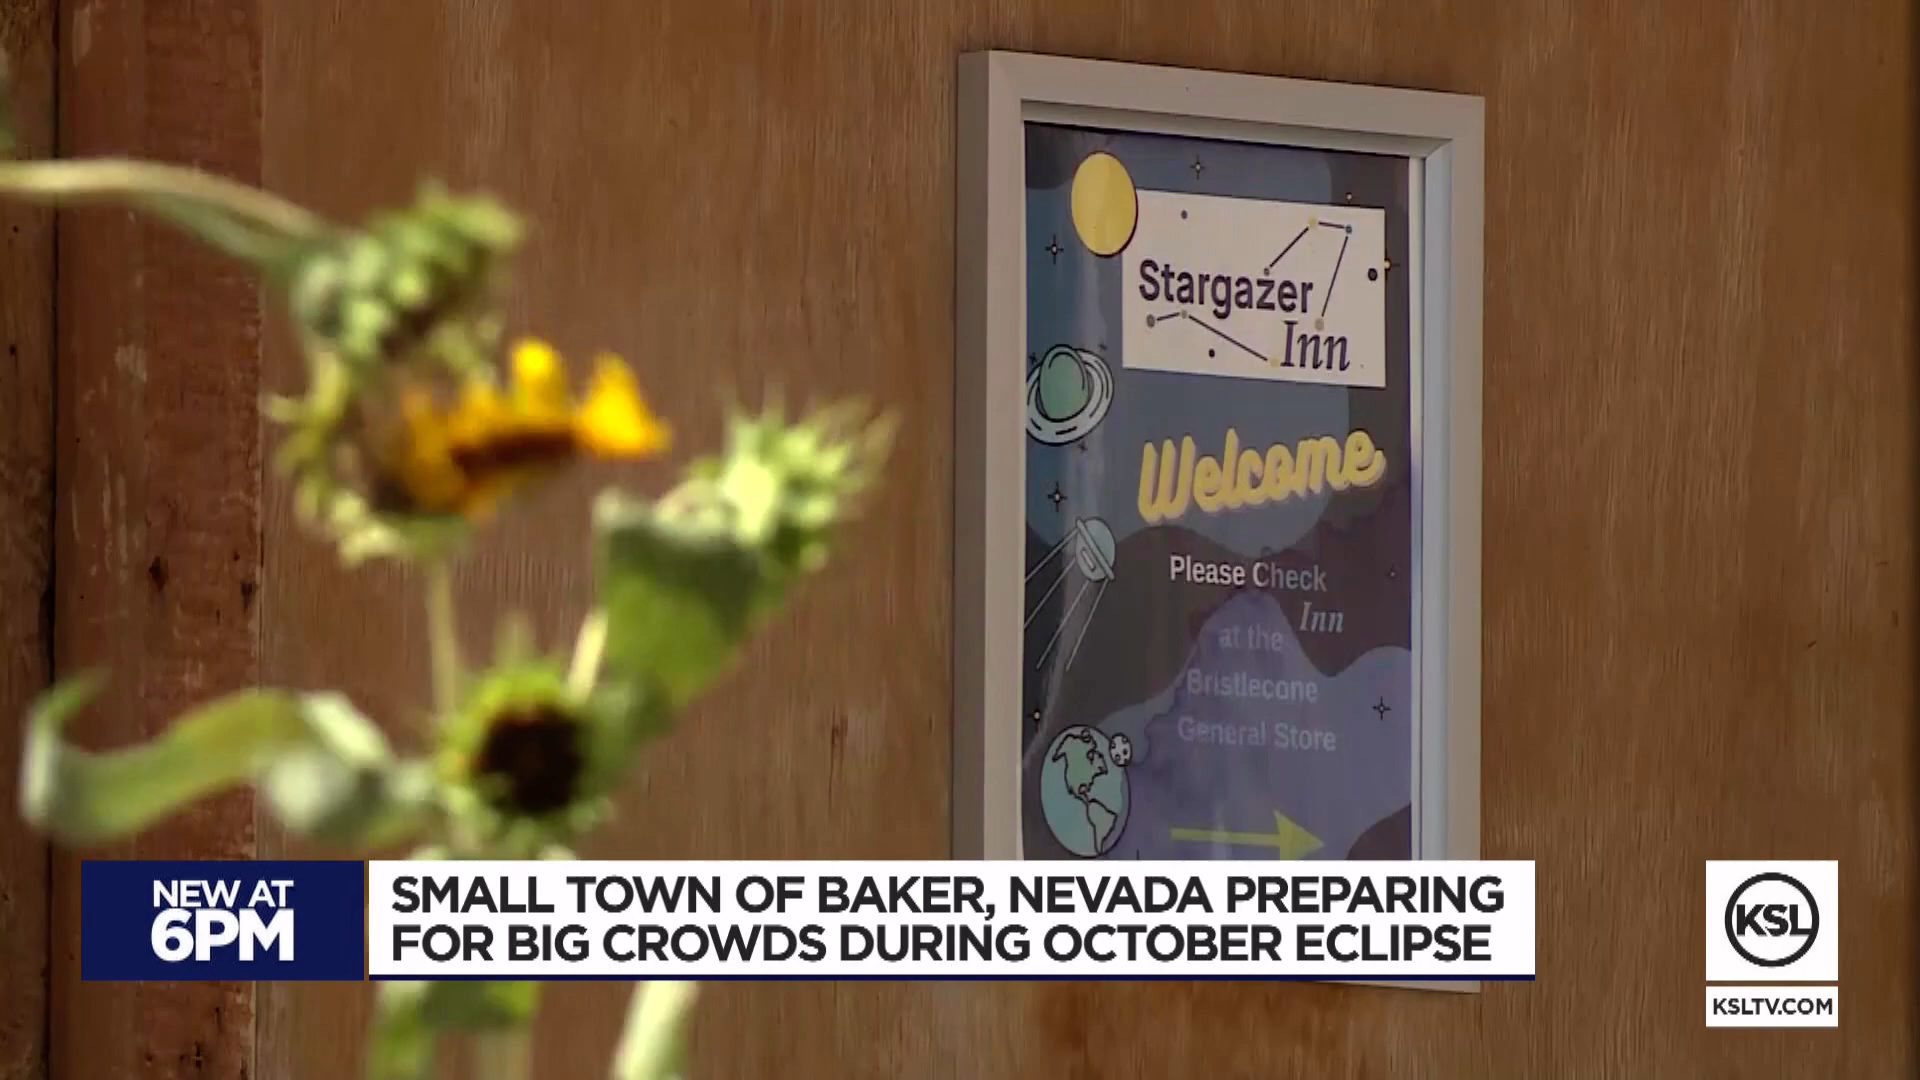 Stargazer
Inn
Welcome
Please Check
Inn
at the
Bristlecone
General Store
NEW AT
6PM
SMALL TOWN OF BAKER, NEVADA PREPARING
FOR BIG CROWDS DURING OCTOBER ECLIPSE
KSL
KSLTV.COM